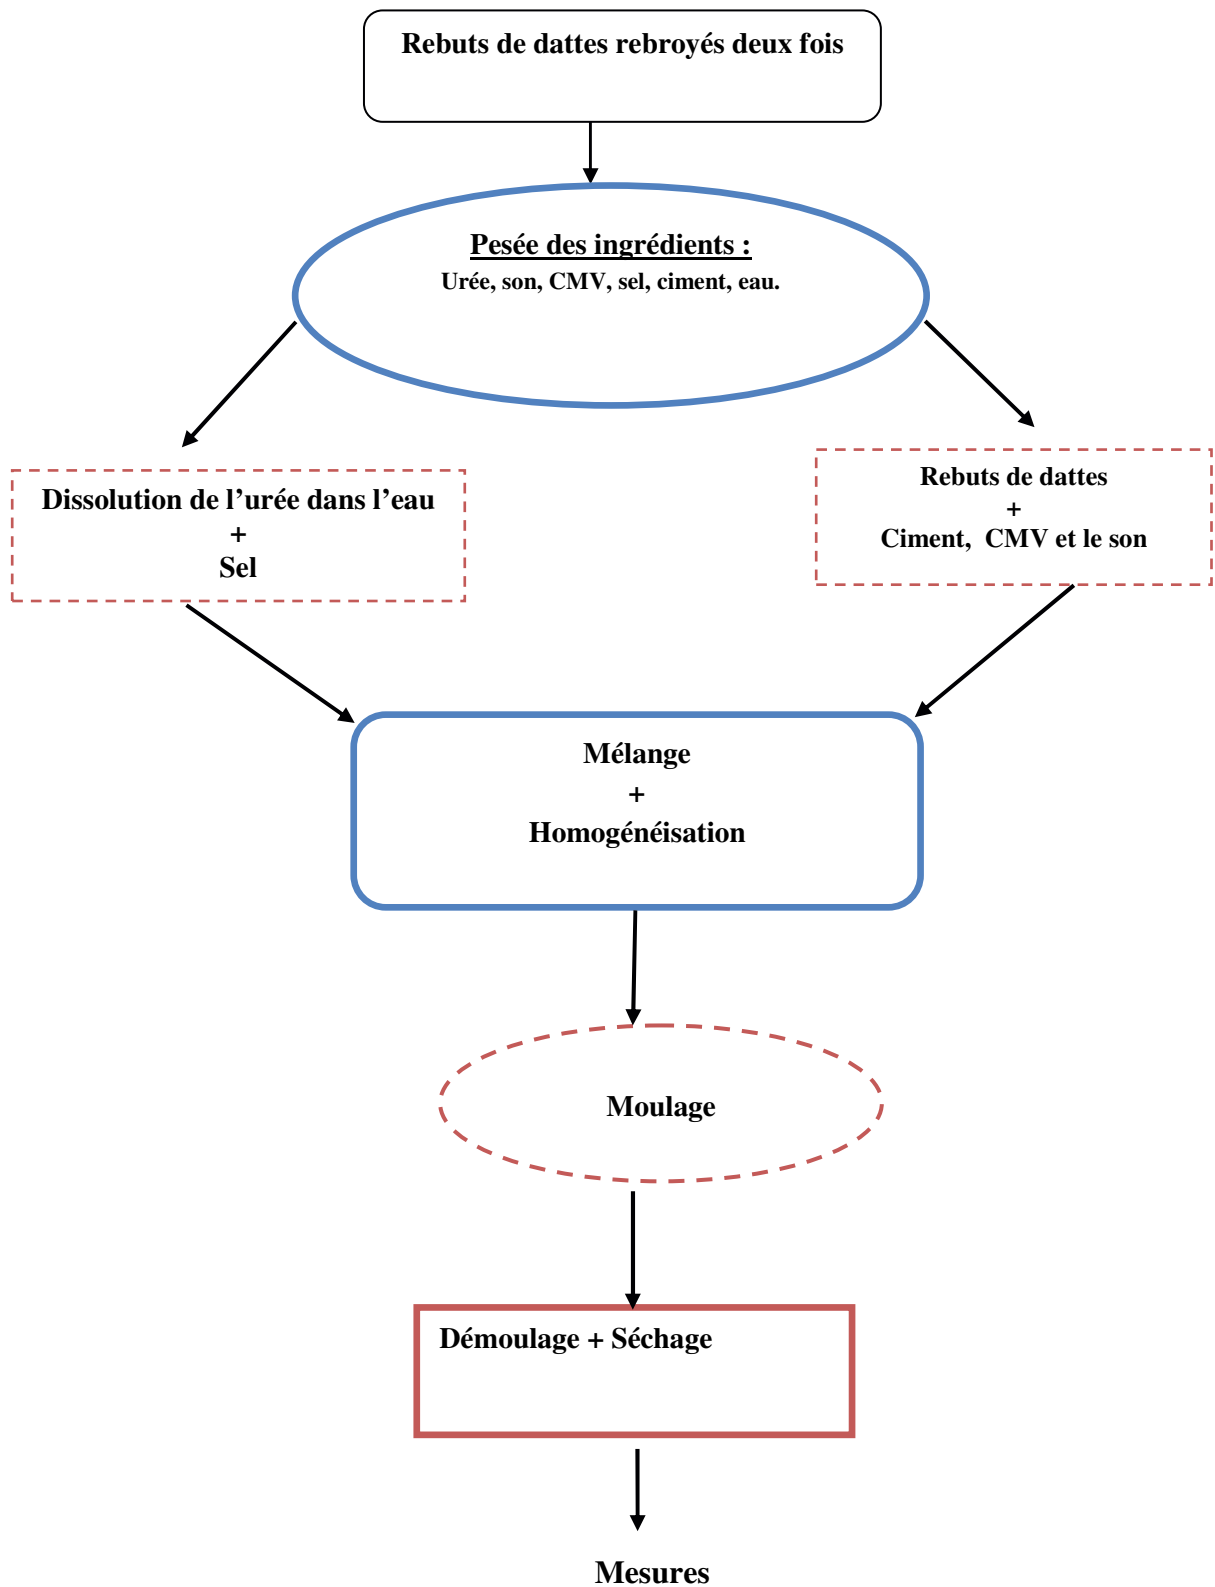 Rebuts de dattes rebroyés deux fois
Pesée des ingrédients :
Urée, son, CMV, sel, ciment, eau.
Dissolution de l’urée dans l’eau
+
Sel
Rebuts de dattes
+
Ciment, CMV et le son
Mélange
+
Homogénéisation
Moulage
Démoulage + Séchage
Mesures